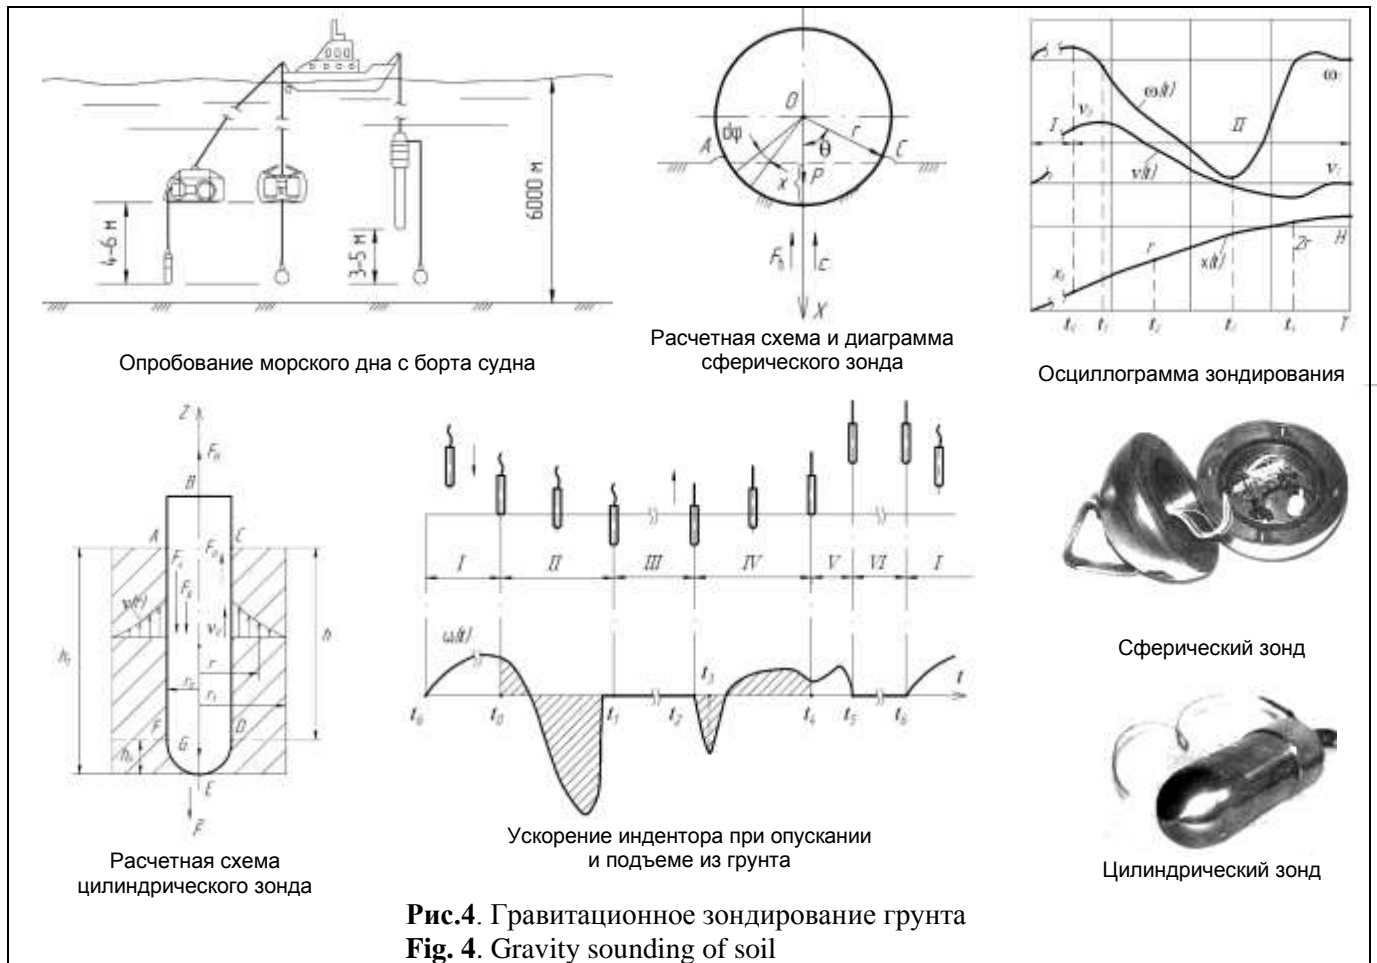 4-6 м
3-5 м
6000 м
Опробование морского дна с борта судна
O
dφ
r
A
θ
C
x
P
X
Расчетная схема и диаграмма
сферического зонда
ω(t)
I
II
v(t)
r
x(t)
2r
H
T
Осциллограмма зондирования
Z
B
A
C
h
r
F
D
G
E
F
Расчетная схема
цилиндрического зонда
I
II
III
IV
V
VI
I
ω(t)
t₃
t
t₀
t₁
t₂
t₄
t₅
t₆
Ускорение индентора при опускании
и подъеме из грунта
Сферический зонд
Цилиндрический зонд
Рис.4. Гравитационное зондирование грунта
Fig. 4. Gravity sounding of soil